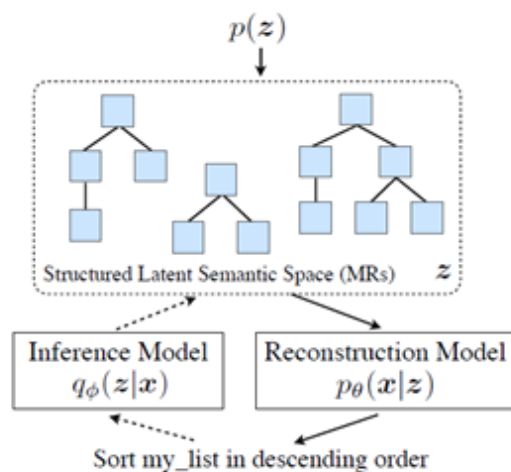 p(z)
Structured Latent Semantic Space (MRs) z
Inference Model
qϕ(z|x)
Reconstruction Model
pθ(x|z)
Sort my_list in descending order